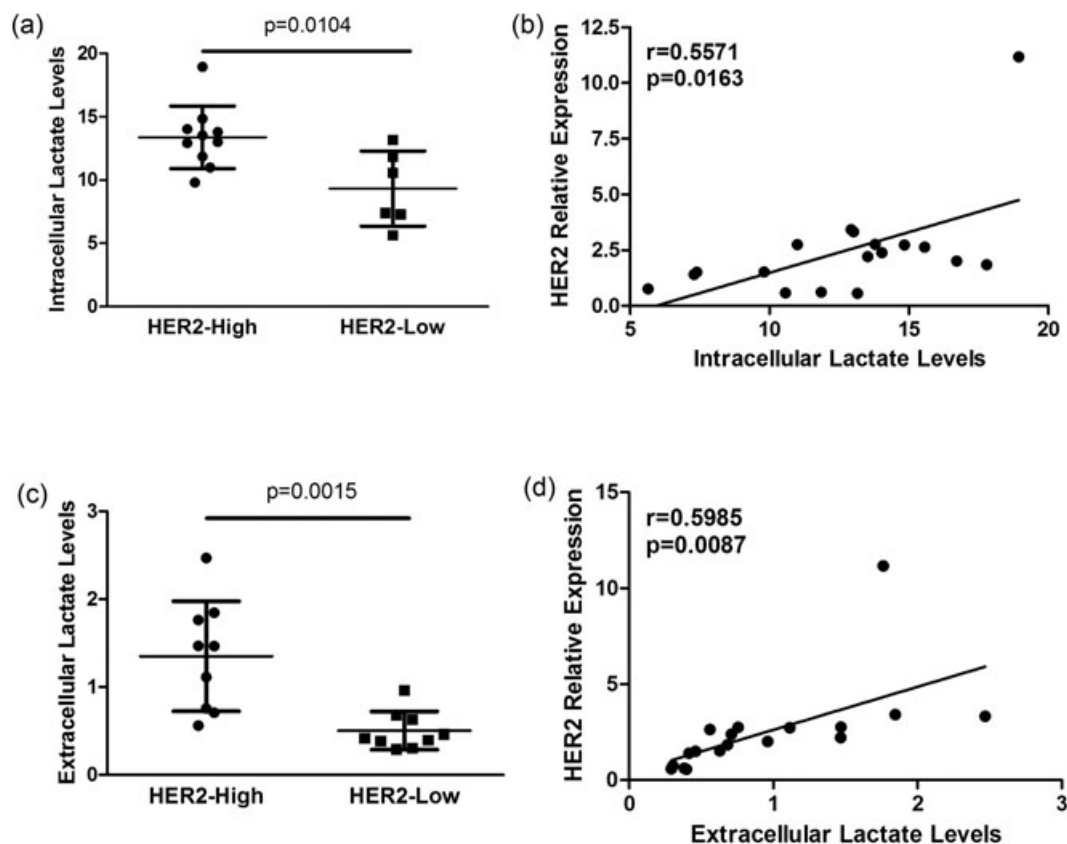 (a)
p=0.0104
Intracellular Lactate Levels
20
15
10
5
0
HER2-High
HER2-Low
(b)
r=0.5571
p=0.0163
HER2 Relative Expression
12.5
10.0
7.5
5.0
2.5
0.0
5
10
15
20
Intracellular Lactate Levels
(c)
p=0.0015
Extracellular Lactate Levels
3
2
1
0
HER2-High
HER2-Low
(d)
r=0.5985
p=0.0087
HER2 Relative Expression
15
10
5
0
0
1
2
3
Extracellular Lactate Levels